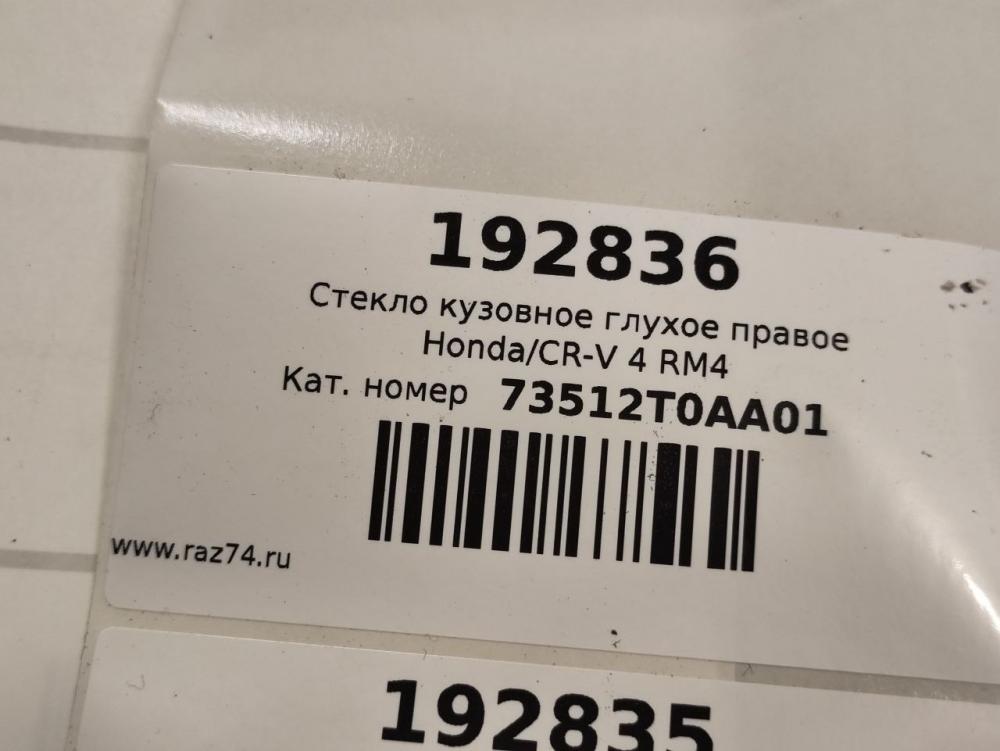 192836
Стекло кузовное глухое правое
Honda/CR-V 4 RM4
Кат. номер 73512T0AA01
www.raz74.ru
192835